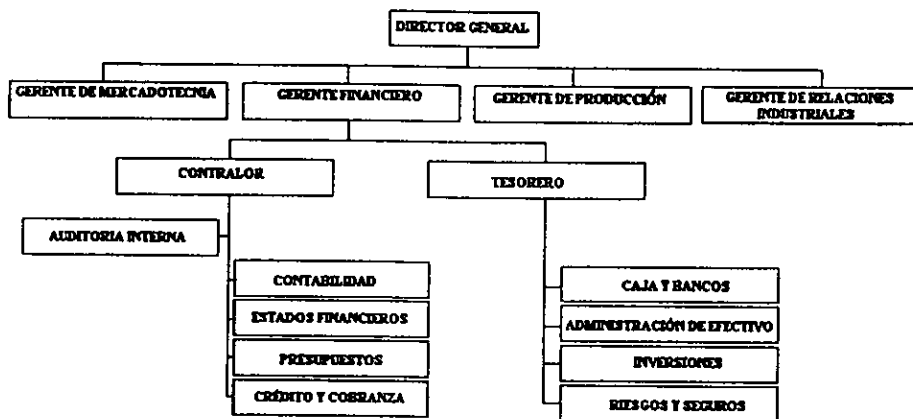 DIRECTOR GENERAL
GERENTE DE MERCADOTECNIA
GERENTE FINANCIERO
GERENTE DE PRODUCCIÓN
GERENTE DE RELACIONES
INDUSTRIALES
CONTRALOR
TESORERO
AUDITORIA INTERNA
CONTABILIDAD
ESTADOS FINANCIEROS
PRESUPUESTOS
CRÉDITO Y COBRANZA
CAJA Y BANCOS
ADMINISTRACIÓN DE EFECTIVO
INVERSIONES
RIESGOS Y SEGUROS